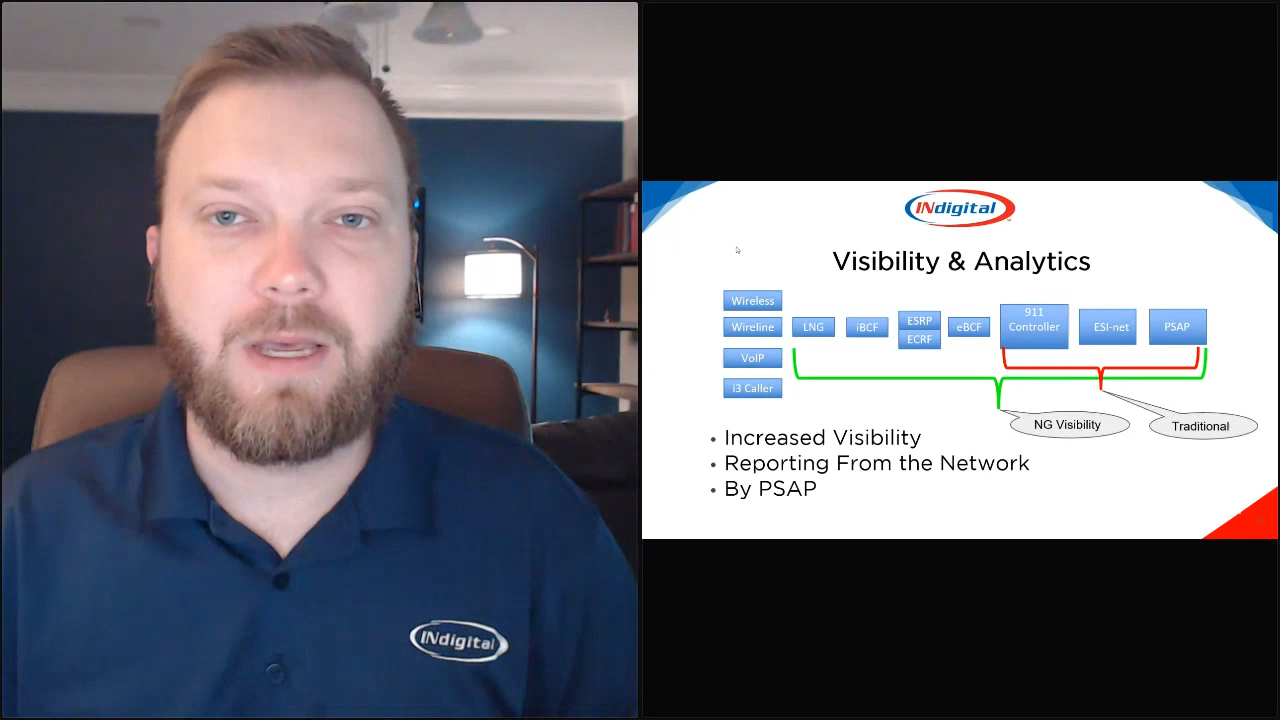 INdigital
INdigital
Visibility & Analytics
Wireless
Wireline
VoIP
i3 Caller
LNG
iBCF
ESRP
ECRF
eBCF
911
Controller
ESI-net
PSAP
NG Visibility
Traditional
• Increased Visibility
• Reporting From the Network
• By PSAP